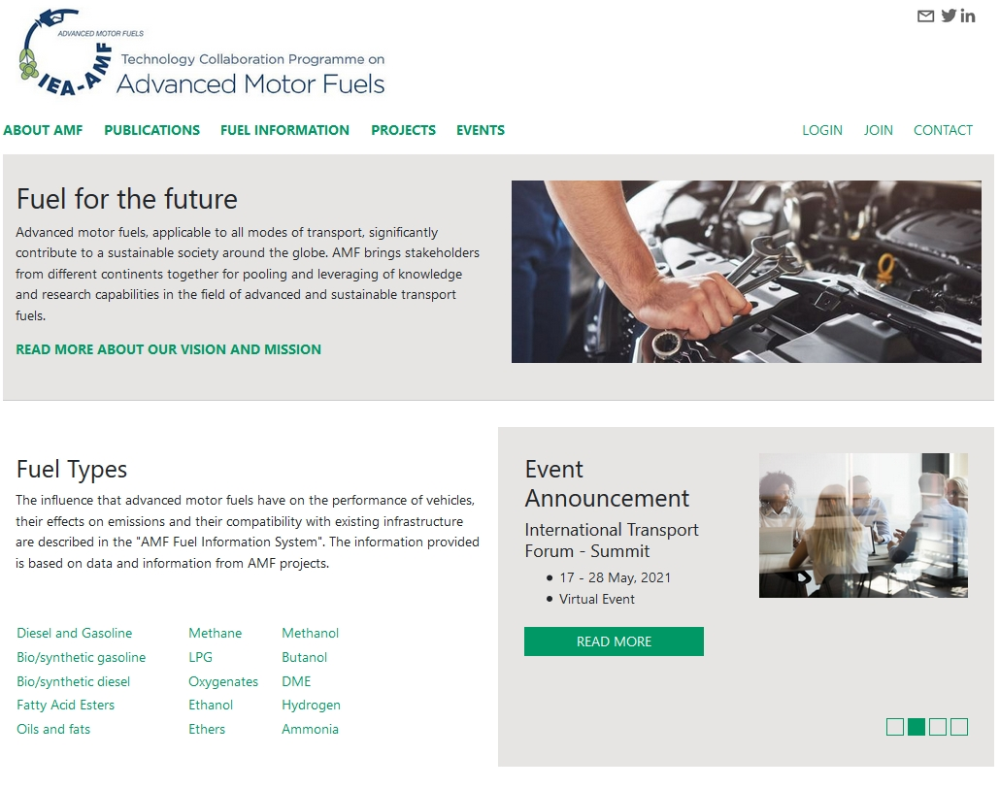 ADVANCED MOTOR FUELS
IEA-AMF
Technology Collaboration Programme on
Advanced Motor Fuels
ABOUT AMF PUBLICATIONS FUEL INFORMATION PROJECTS EVENTS LOGIN JOIN CONTACT
Fuel for the future
Advanced motor fuels, applicable to all modes of transport, significantly
contribute to a sustainable society around the globe. AMF brings stakeholders
from different continents together for pooling and leveraging of knowledge
and research capabilities in the field of advanced and sustainable transport
fuels.
READ MORE ABOUT OUR VISION AND MISSION
Fuel Types
The influence that advanced motor fuels have on the performance of vehicles,
their effects on emissions and their compatibility with existing infrastructure
are described in the "AMF Fuel Information System". The information provided
is based on data and information from AMF projects.
Diesel and Gasoline Methane Methanol
Bio/synthetic gasoline LPG Butanol
Bio/synthetic diesel Oxygenates DME
Fatty Acid Esters Ethanol Hydrogen
Oils and fats Ethers Ammonia
Event
Announcement
International Transport
Forum - Summit
• 17 - 28 May, 2021
• Virtual Event
READ MORE